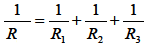 1/R = 1/R₁ + 1/R₂ + 1/R₃